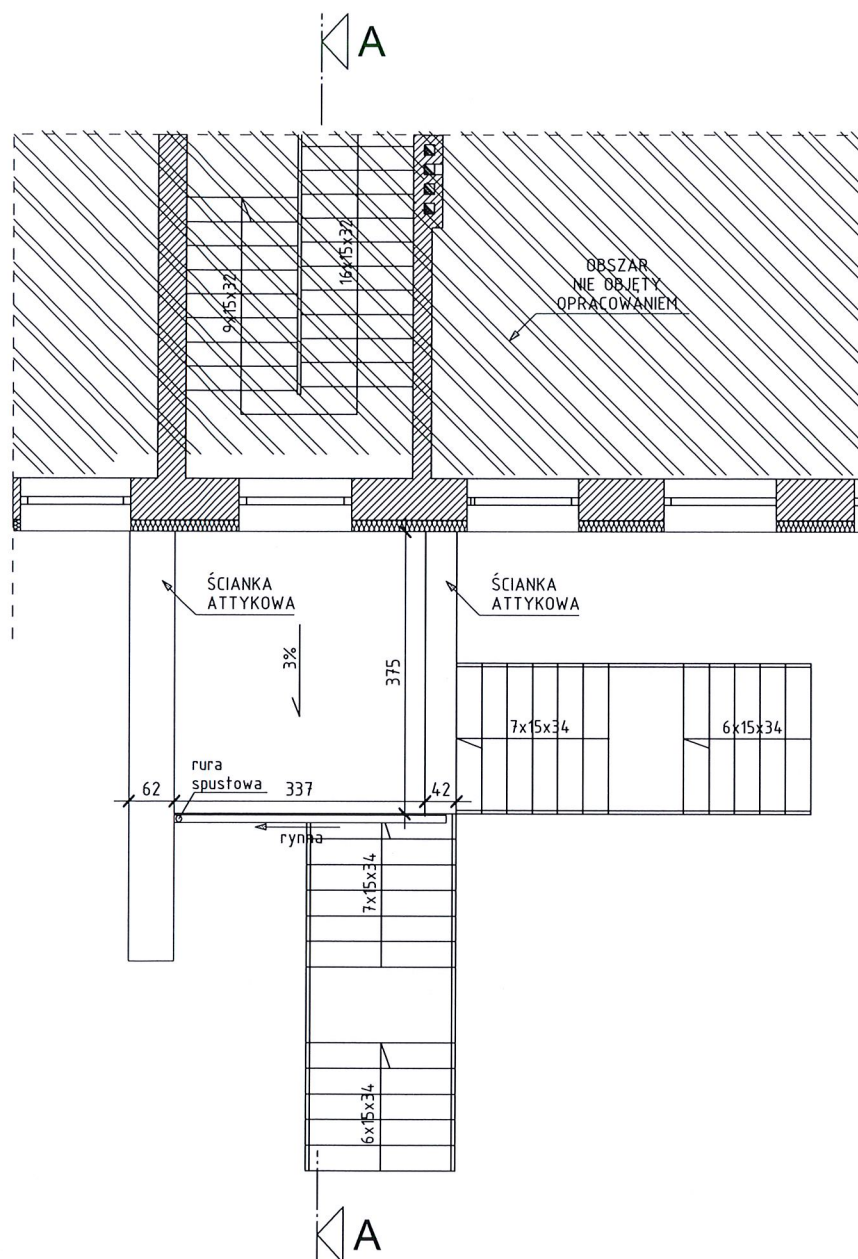 A
9x15x32
16x15x32
OBSZAR
NIE OBJĘTY
OPRACOWANIEM
ŚCIANKA
ATTYKOWA
ŚCIANKA
ATTYKOWA
3%
375
7x15x34
6x15x34
rura
spustowa
62
337
42
rynna
7x15x34
6x15x34
A